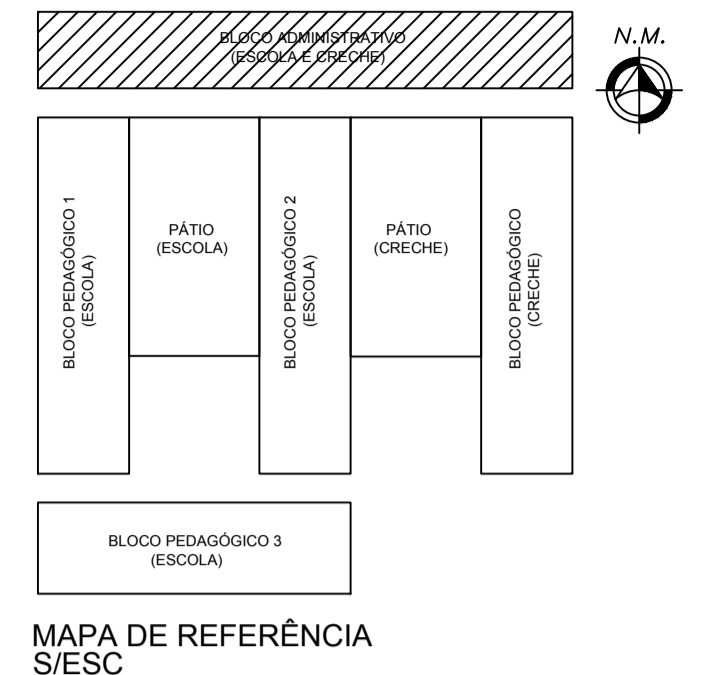 BLOCO ADMINISTRATIVO
(ESCOLA E CRECHE)
N.M.
BLOCO PEDAGÓGICO 1
(ESCOLA)
PÁTIO
(ESCOLA)
BLOCO PEDAGÓGICO 2
(ESCOLA)
PÁTIO
(CRECHE)
BLOCO PEDAGÓGICO
(CRECHE)
BLOCO PEDAGÓGICO 3
(ESCOLA)
MAPA DE REFERÊNCIA
S/ESC